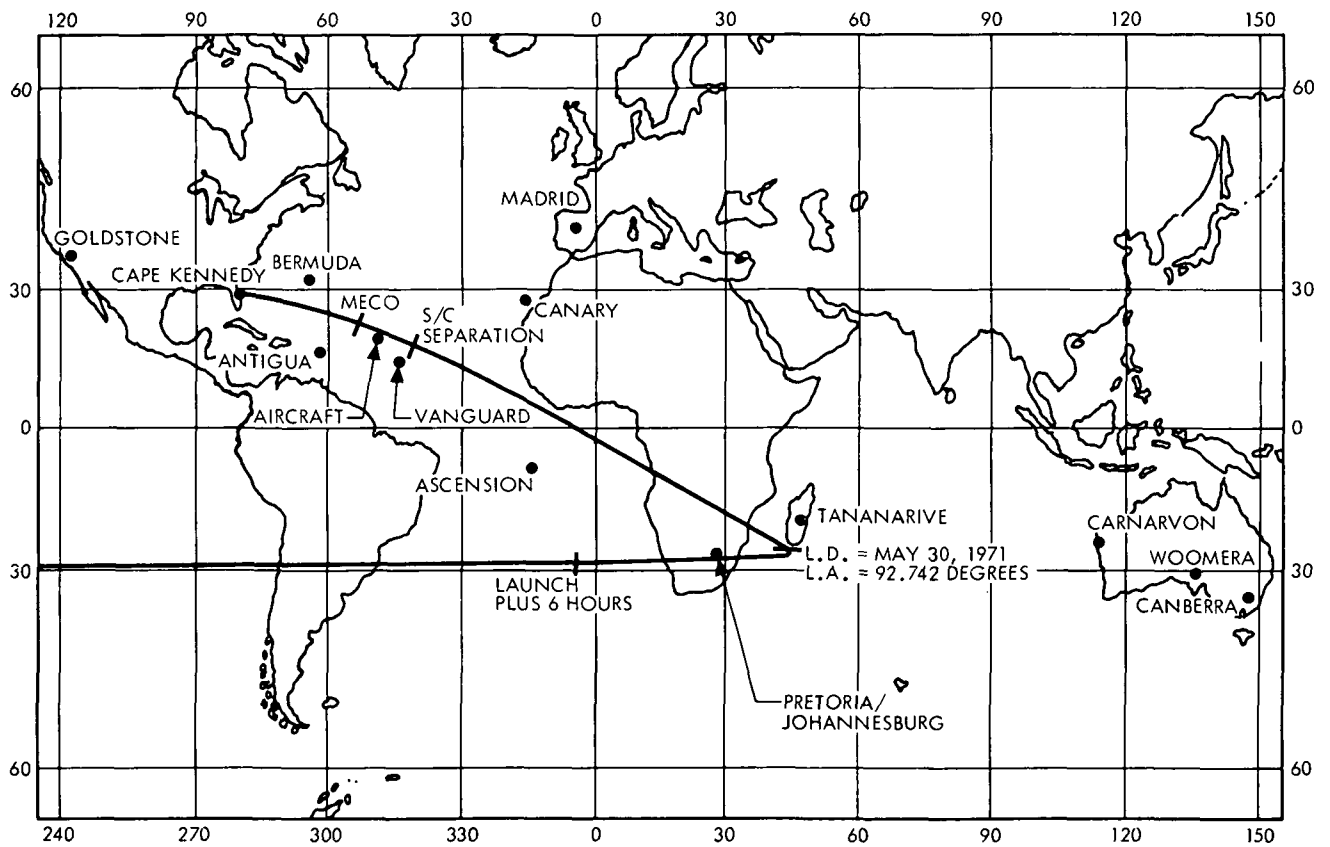 120 90 60 30 0 30 60 90 120 150
60 60
MADRID
GOLDSTONE
BERMUDA
CAPE KENNEDY
30 30
MECO
S/C
SEPARATION
CANARY
ANTIGUA
AIRCRAFT
VANGUARD
0 0
ASCENSION
TANANARIVE
CARNARVON
L.D. = MAY 30, 1971
L.A. = 92.742 DEGREES
WOOMERA
30 30
LAUNCH
PLUS 6 HOURS
CANBERRA
PRETORIA/
JOHANNESBURG
60 60
240 270 300 330 0 30 60 90 120 150